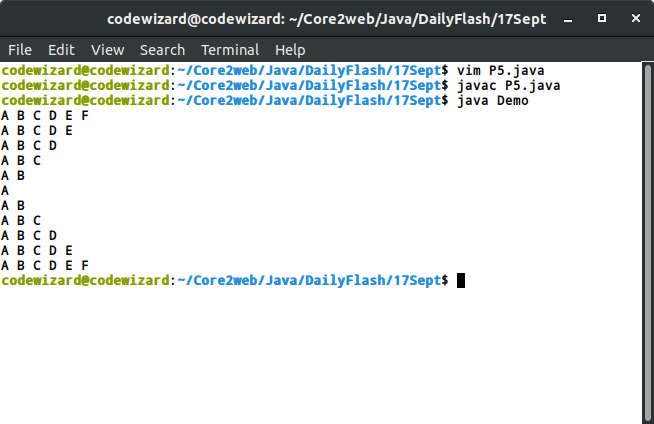 codewizard@codewizard: ~/Core2web/Java/DailyFlash/17Sept
File Edit View Search Terminal Help
codewizard@codewizard:~/Core2web/Java/DailyFlash/17Sept$ vim P5.java
codewizard@codewizard:~/Core2web/Java/DailyFlash/17Sept$ javac P5.java
codewizard@codewizard:~/Core2web/Java/DailyFlash/17Sept$ java Demo
A B C D E F
A B C D E
A B C D
A B C
A B
A
A B
A B C
A B C D
A B C D E
A B C D E F
codewizard@codewizard:~/Core2web/Java/DailyFlash/17Sept$